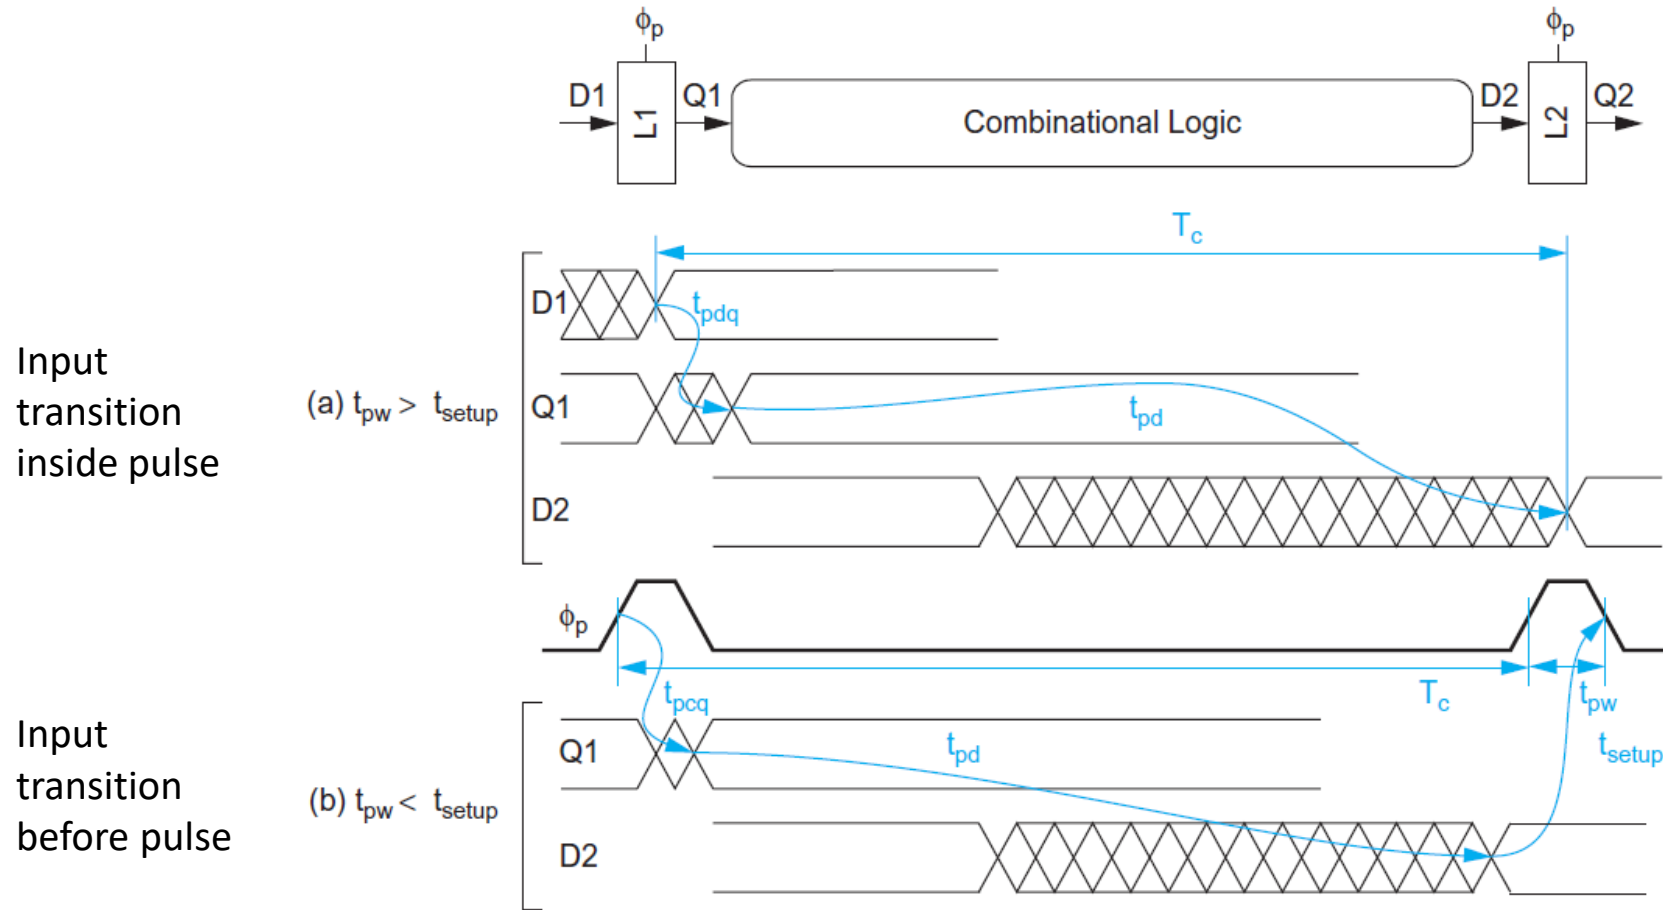 ϕp ϕp
D1 L1 Q1 Combinational Logic D2 L2 Q2
Tc
D1 tpdq
Input
transition
inside pulse
(a) tpw > tsetup
Q1 tpd
D2
ϕp
tpcq Tc tpw
Input
transition
before pulse
(b) tpw < tsetup
Q1 tpd tsetup
D2